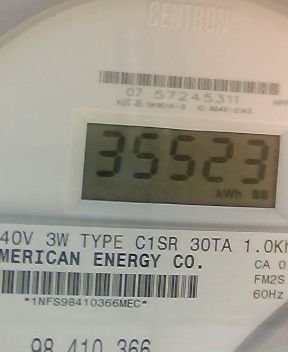 CENTRON
07 57245311
35523
kWh
40V 3W TYPE C1SR 30TA 1.0Kh
MERICAN ENERGY CO.
CA 0
FM2S
60Hz
*1NFS98410366MEC*
98 410 366